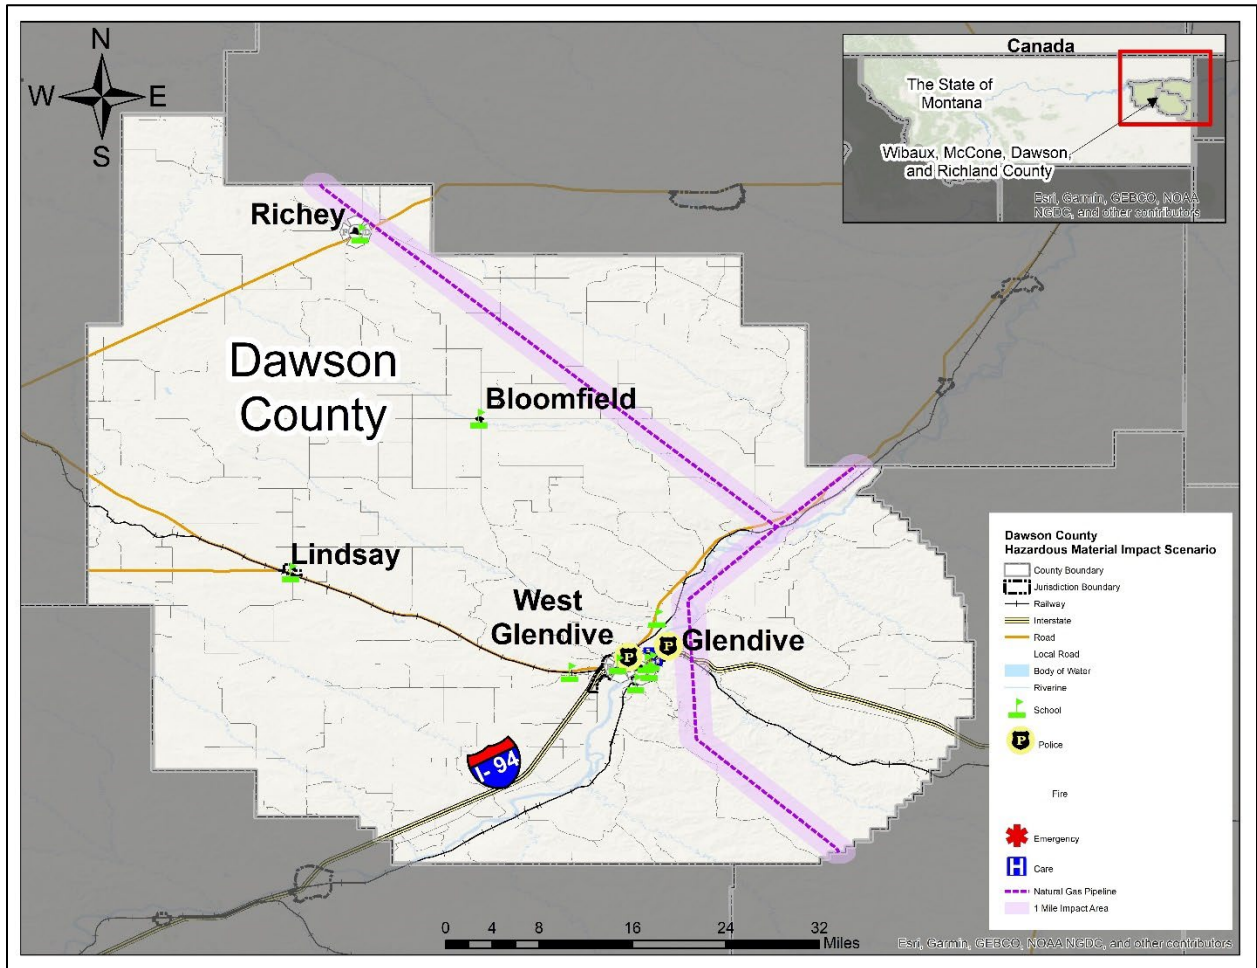 N
W E
S
Canada
The State of
Montana
Wibaux, McCone, Dawson,
and Richland County
Esri, Garmin, GEBCO, NOAA
NGDC, and other contributors
Richey
Dawson
County
Bloomfield
Lindsay
West
Glendive
Glendive
P
P
I-94
Dawson County
Hazardous Material Impact Scenario
County Boundary
Jurisdiction Boundary
Railway
Interstate
Road
Local Road
Body of Water
Riverine
School
P Police
Fire
Emergency
H Care
Natural Gas Pipeline
1 Mile Impact Area
0 4 8 16 24 32
Miles
Esri, Garmin, GEBCO, NOAA NGDC, and other contributors